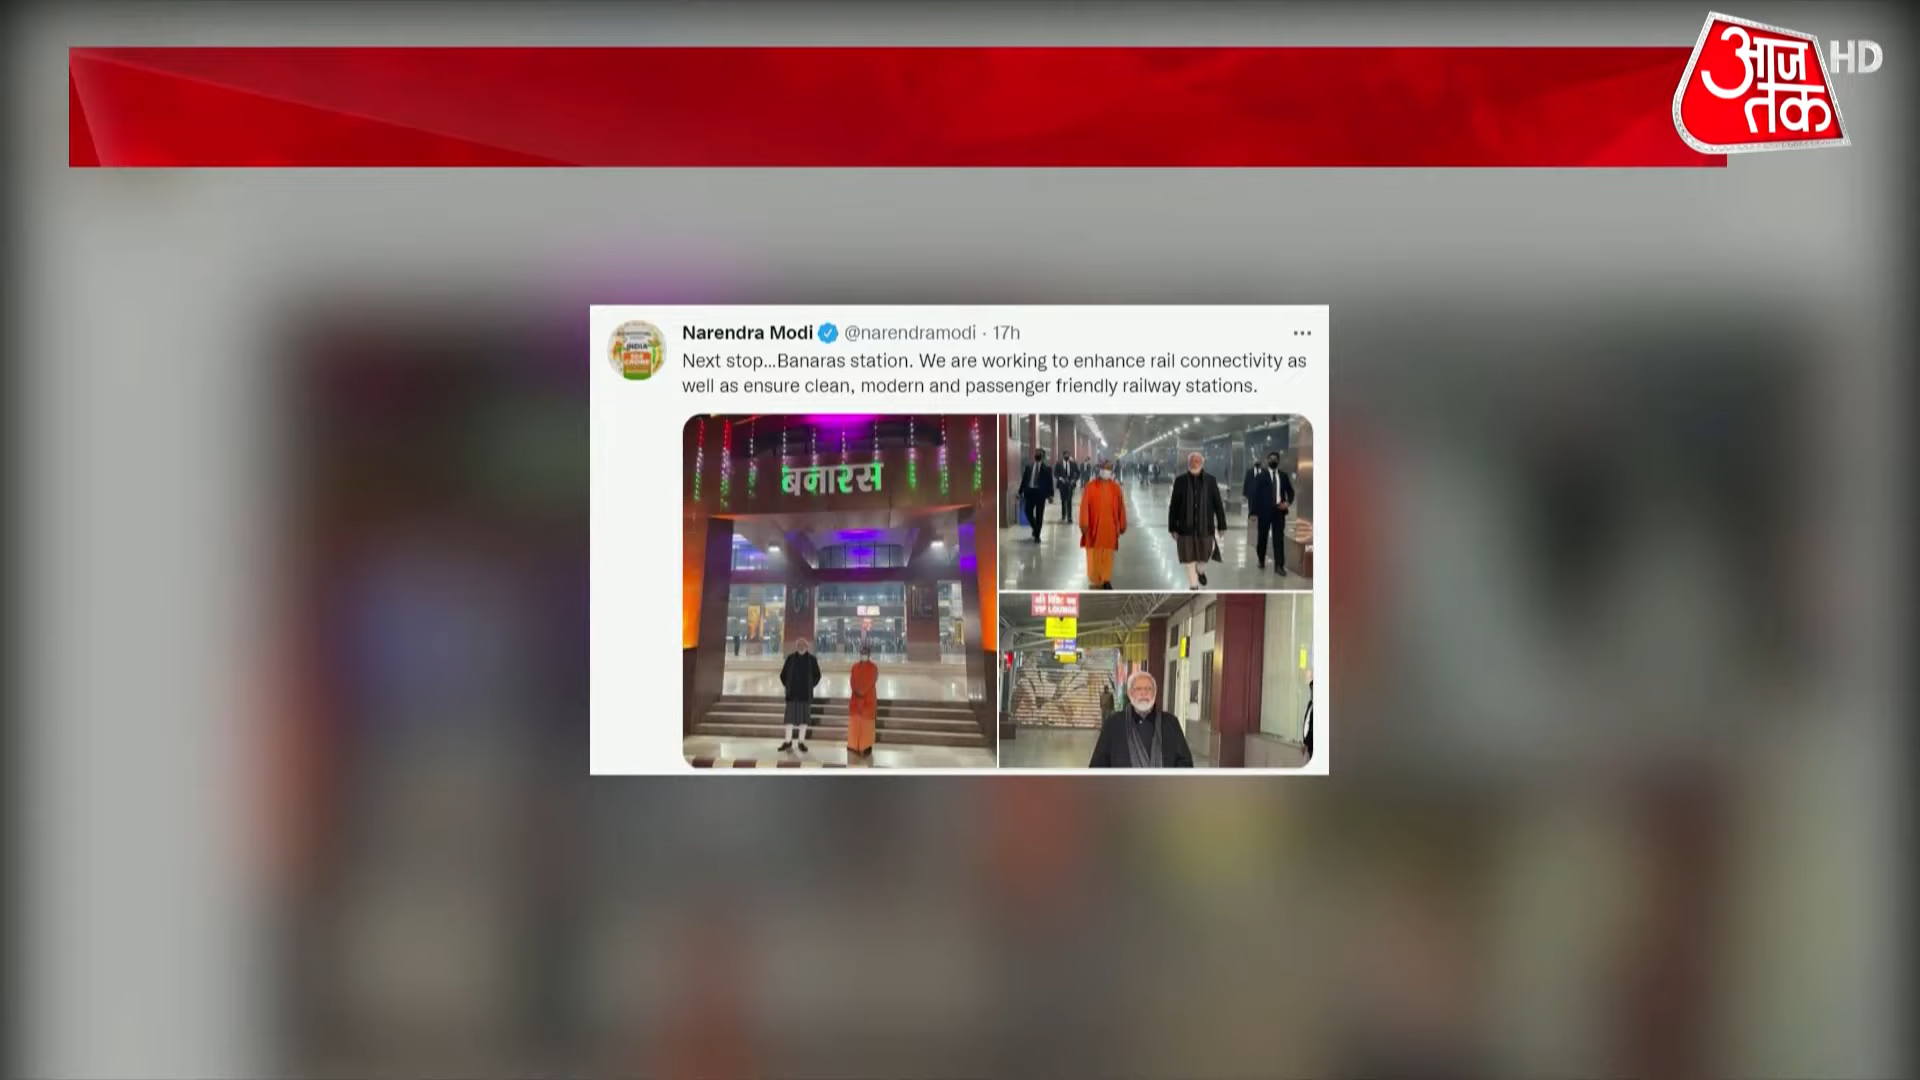 आज
तक
HD
Narendra Modi @narendramodi · 17h
Next stop...Banaras station. We are working to enhance rail connectivity as
well as ensure clean, modern and passenger friendly railway stations.
INDIA
बनारस
VIP LOUNGE